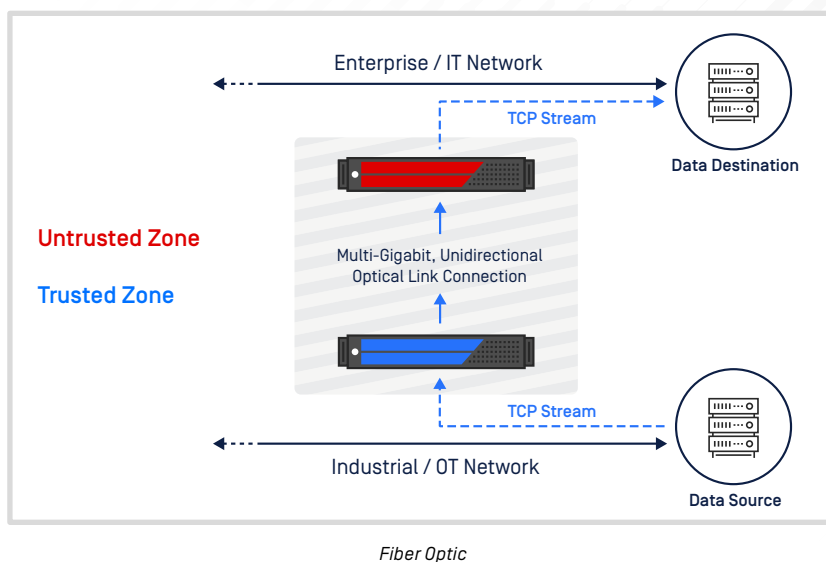 Enterprise / IT Network
TCP Stream
Data Destination
Untrusted Zone
Multi-Gigabit, Unidirectional
Optical Link Connection
Trusted Zone
TCP Stream
Industrial / OT Network
Data Source
Fiber Optic